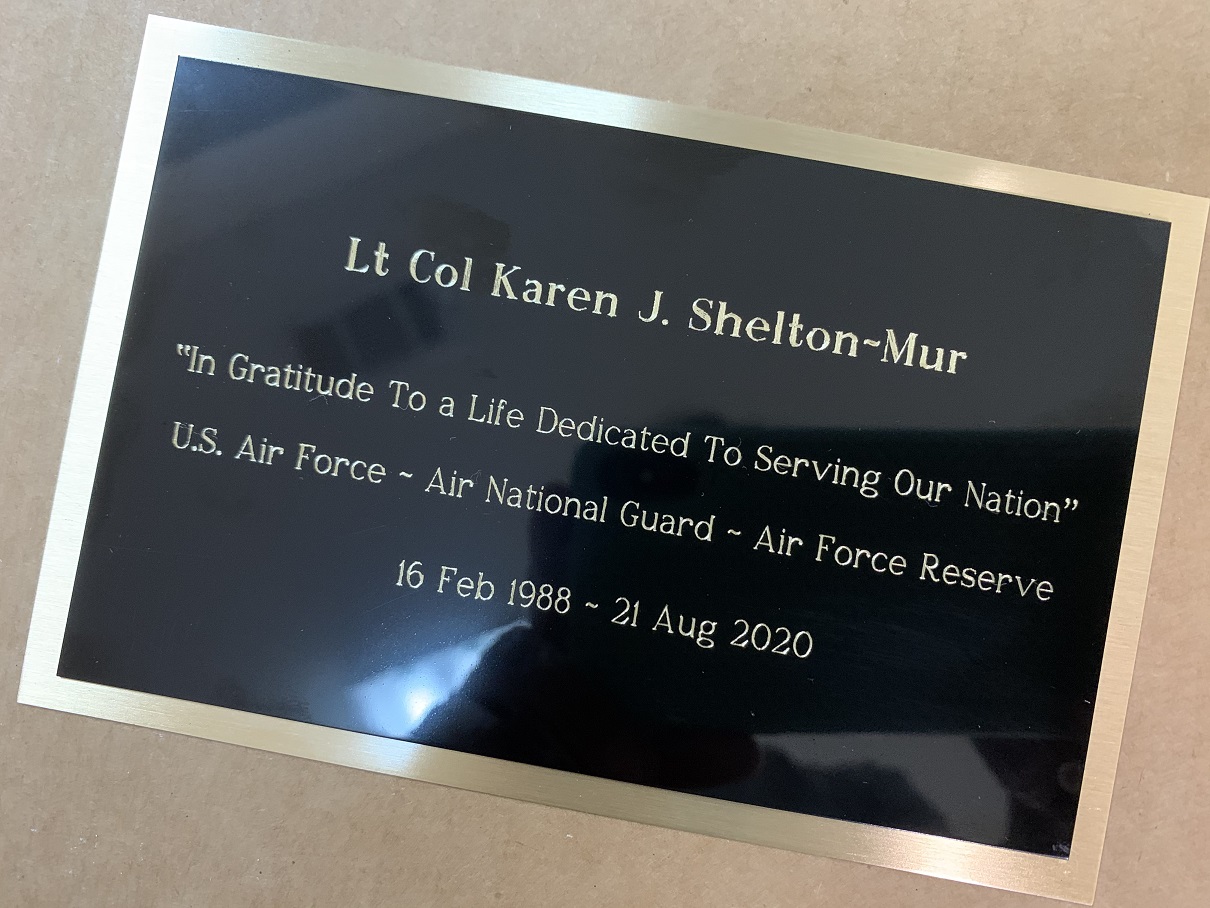 Lt Col Karen J. Shelton~Mur
"In Gratitude To a Life Dedicated To Serving Our Nation"
U.S. Air Force ~ Air National Guard ~ Air Force Reserve
16 Feb 1988 ~ 21 Aug 2020